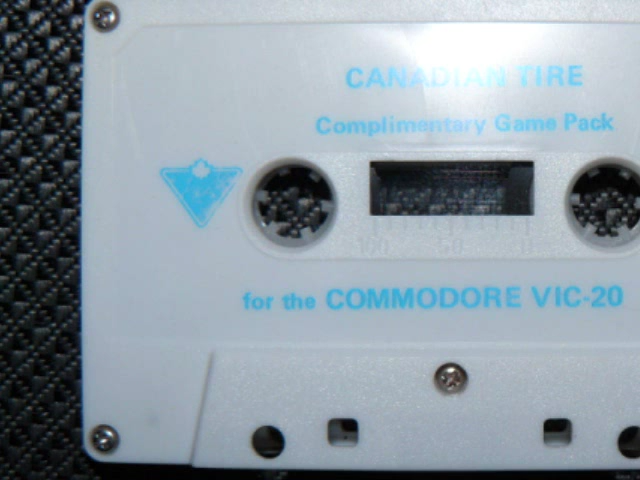 CANADIAN TIRE
Complimentary Game Pack
100 50 0
for the COMMODORE VIC-20